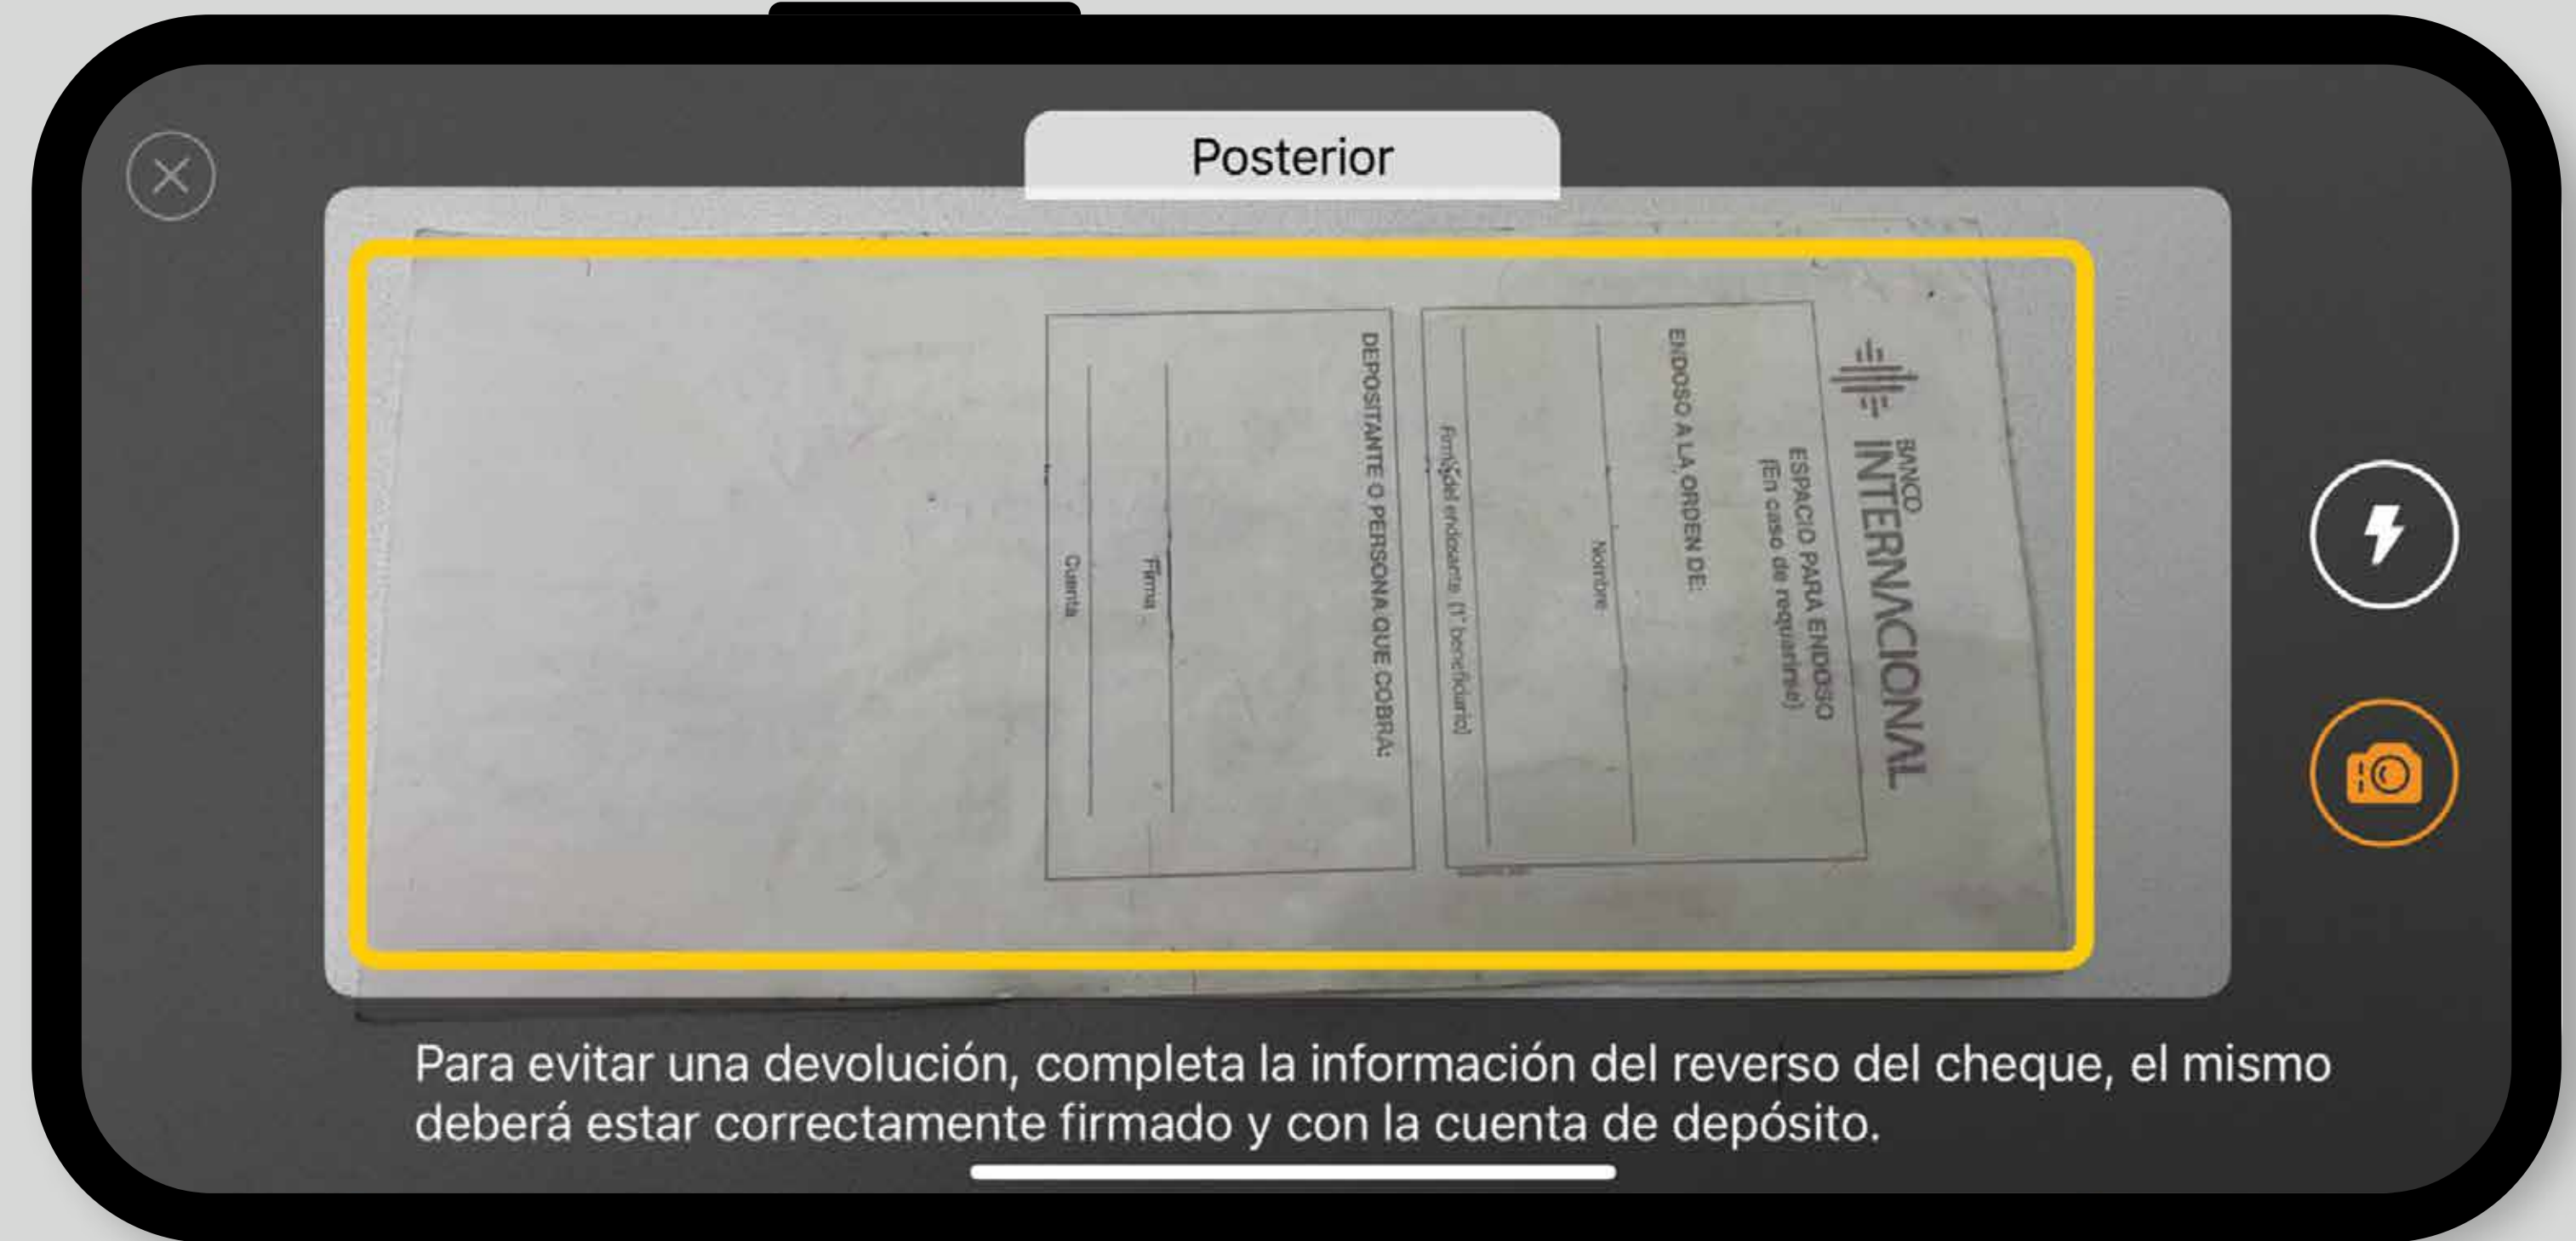 Posterior
BANCO
INTERNACIONAL
ESPACIO PARA ENDOSO
(En caso de requerirse)
ENDOSO A LA ORDEN DE:
Nombre
Firma del endosante (1° beneficiario)
DEPOSITANTE O PERSONA QUE COBRA:
Firma
Cuenta
Para evitar una devolución, completa la información del reverso del cheque, el mismo
deberá estar correctamente firmado y con la cuenta de depósito.